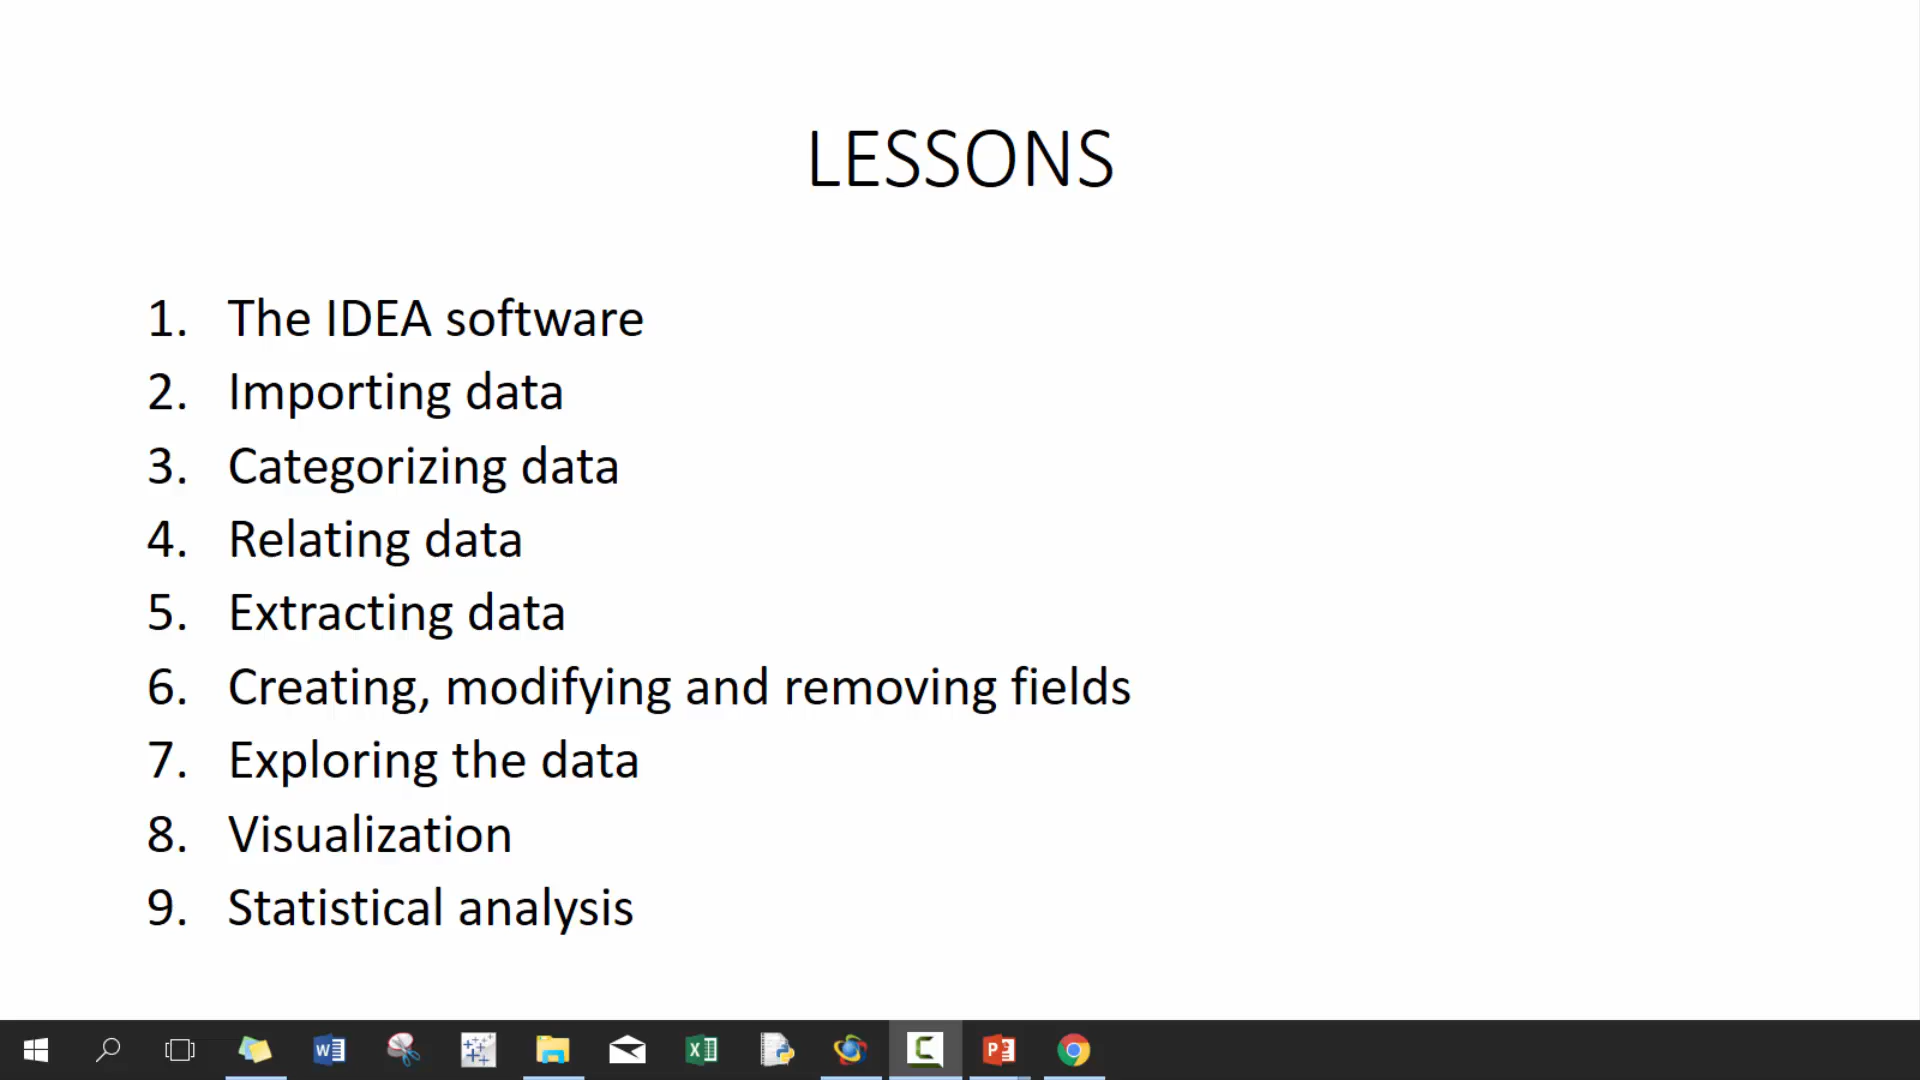 LESSONS
1. The IDEA software
2. Importing data
3. Categorizing data
4. Relating data
5. Extracting data
6. Creating, modifying and removing fields
7. Exploring the data
8. Visualization
9. Statistical analysis